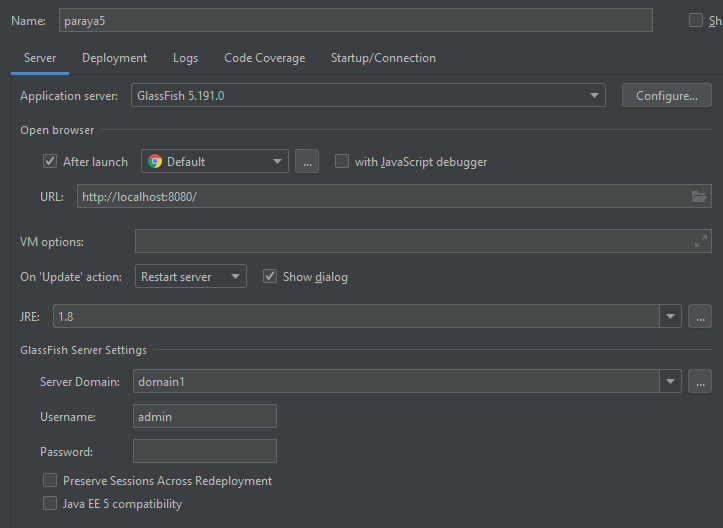 Name: paraya5 Sh
Server Deployment Logs Code Coverage Startup/Connection
Application server: GlassFish 5.191.0 Configure...
Open browser
After launch Default ... with JavaScript debugger
URL: http://localhost:8080/
VM options:
On 'Update' action: Restart server Show dialog
JRE: 1.8 ...
GlassFish Server Settings
Server Domain: domain1 ...
Username: admin
Password:
Preserve Sessions Across Redeployment
Java EE 5 compatibility